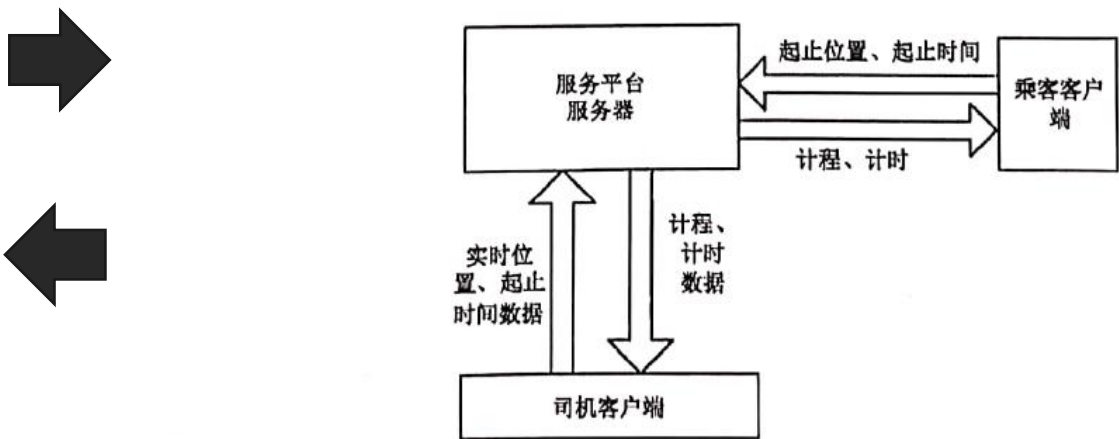 起止位置、起止时间
服务平台
服务器
乘客客户
端
计程、计时
实时位
置、起止
时间数据
计程、
计时
数据
司机客户端